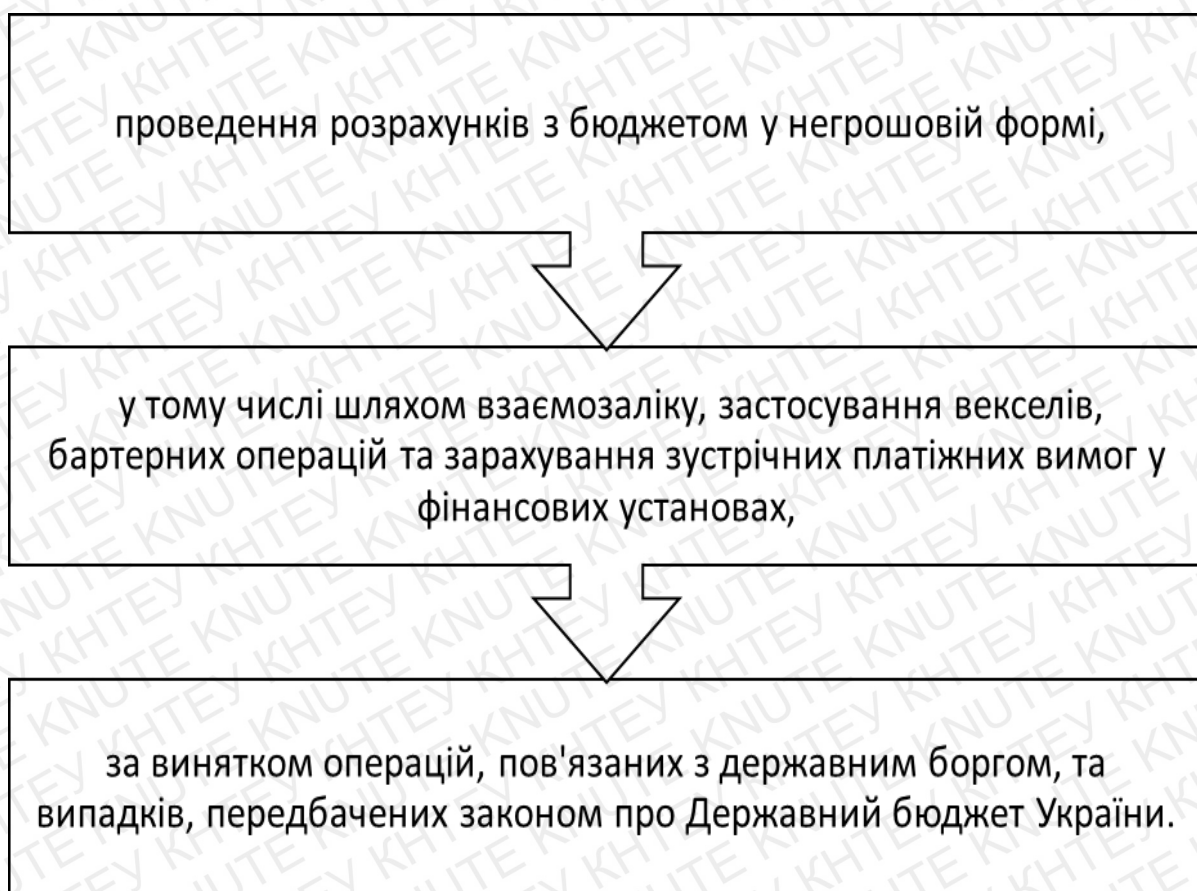 проведення розрахунків з бюджетом у негрошовій формі,
у тому числі шляхом взаємозаліку, застосування векселів,
бартерних операцій та зарахування зустрічних платіжних вимог у
фінансових установах,
за винятком операцій, пов'язаних з державним боргом, та
випадків, передбачених законом про Державний бюджет України.